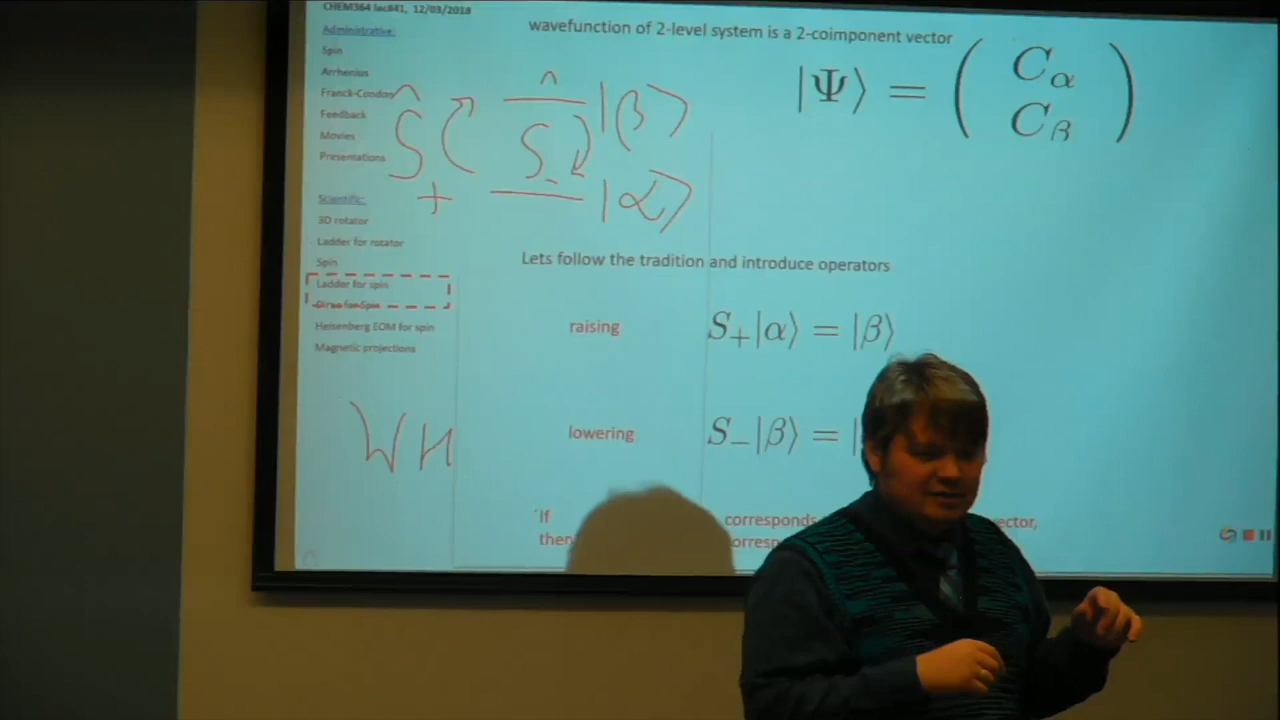 CHEM364 lec#41, 12/03/2018
Administrative:
Spin
Arrhenius
Franck-Condon
Feedback
Movies
Presentations
Scientific:
3D rotator
Ladder for rotator
Spin
Ladder for spin
Dirac for Spin
Heisenberg EOM for spin
Magnetic projections
wavefunction of 2-level system is a 2-coimponent vector
|Ψ⟩ = ( Cα
Cβ )
Ŝ+ Ŝ- |β⟩
|α⟩
Lets follow the tradition and introduce operators
raising S+|α⟩ = |β⟩
lowering S−|β⟩ = |
WH
If corresponds
then